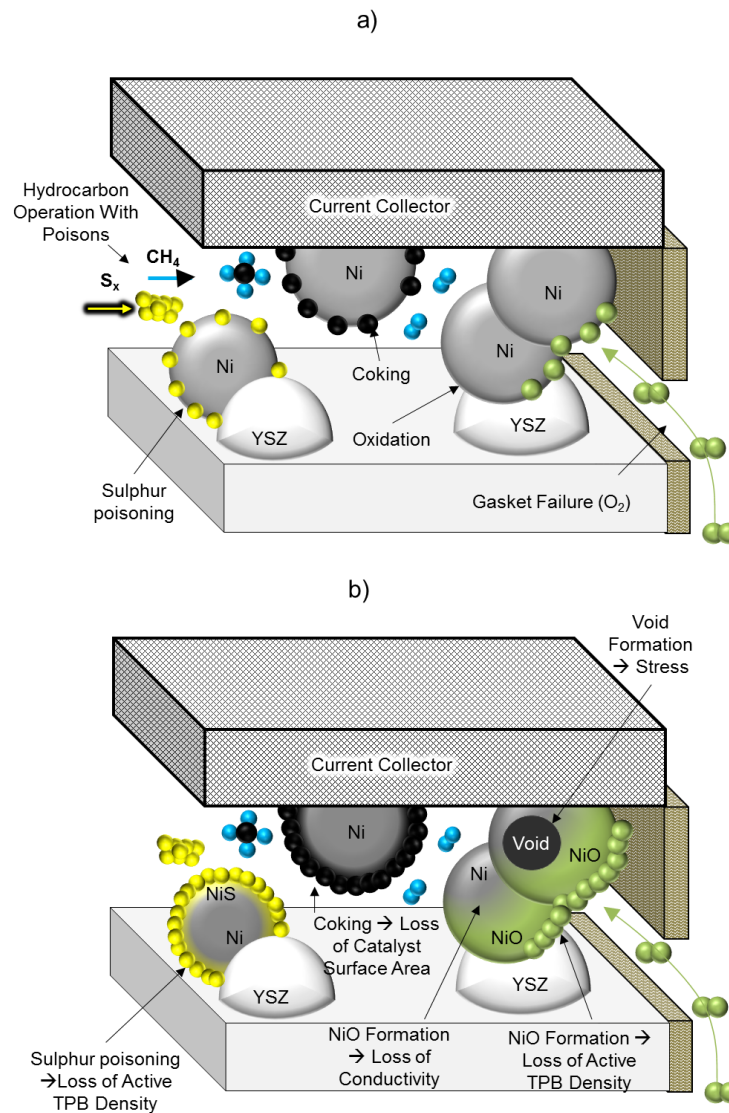 a)
Hydrocarbon
Operation With
Poisons
CH₄
Sₓ
Current Collector
Ni
Ni
Ni
Ni
Coking
YSZ
YSZ
Oxidation
Sulphur
poisoning
Gasket Failure (O₂)
b)
Void
Formation
→ Stress
Current Collector
Ni
Void
NiO
NiS
Ni
Ni
NiO
Coking → Loss
of Catalyst
Surface Area
YSZ
YSZ
Sulphur poisoning
→Loss of Active
TPB Density
NiO Formation
→ Loss of
Conductivity
NiO Formation →
Loss of Active
TPB Density